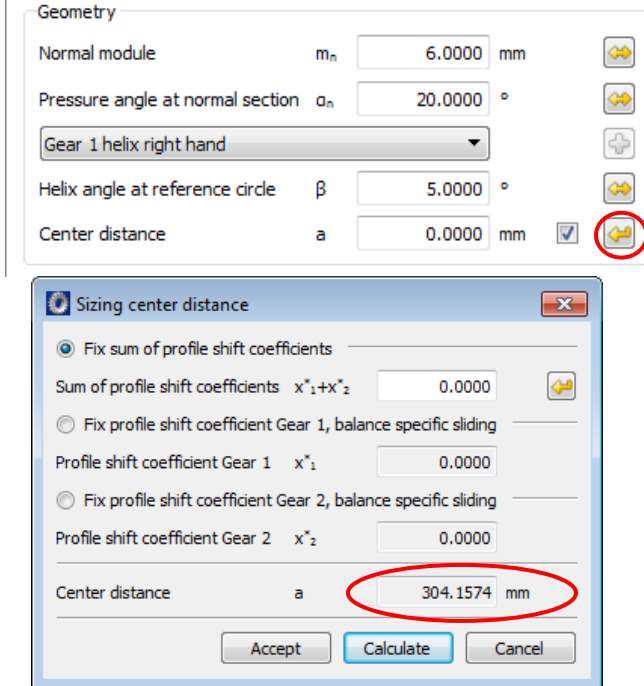 Geometry
Normal module mₙ 6.0000 mm
Pressure angle at normal section αₙ 20.0000 °
Gear 1 helix right hand
Helix angle at reference circle β 5.0000 °
Center distance a 0.0000 mm
Sizing center distance
Fix sum of profile shift coefficients
Sum of profile shift coefficients x*₁+x*₂ 0.0000
Fix profile shift coefficient Gear 1, balance specific sliding
Profile shift coefficient Gear 1 x*₁ 0.0000
Fix profile shift coefficient Gear 2, balance specific sliding
Profile shift coefficient Gear 2 x*₂ 0.0000
Center distance a 304.1574 mm
Accept Calculate Cancel